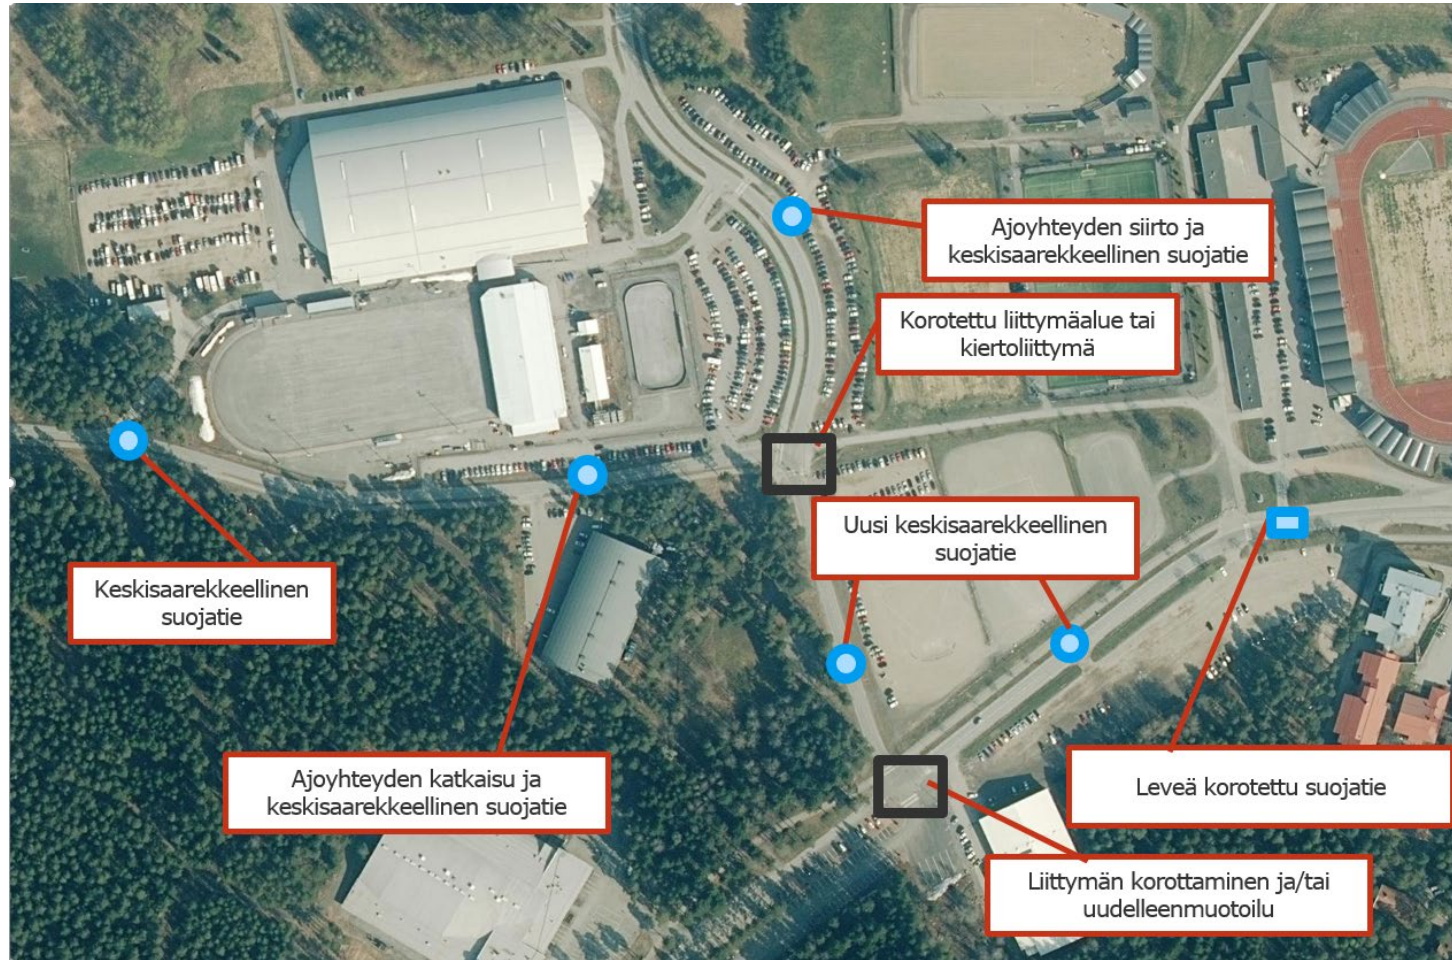 Ajoyhteyden siirto ja
keskisaarekkeellinen suojatie
Korotettu liittymäalue tai
kiertoliittymä
Uusi keskisaarekkeellinen
suojatie
Keskisaarekkeellinen
suojatie
Ajoyhteyden katkaisu ja
keskisaarekkeellinen suojatie
Leveä korotettu suojatie
Liittymän korottaminen ja/tai
uudelleenmuotoilu